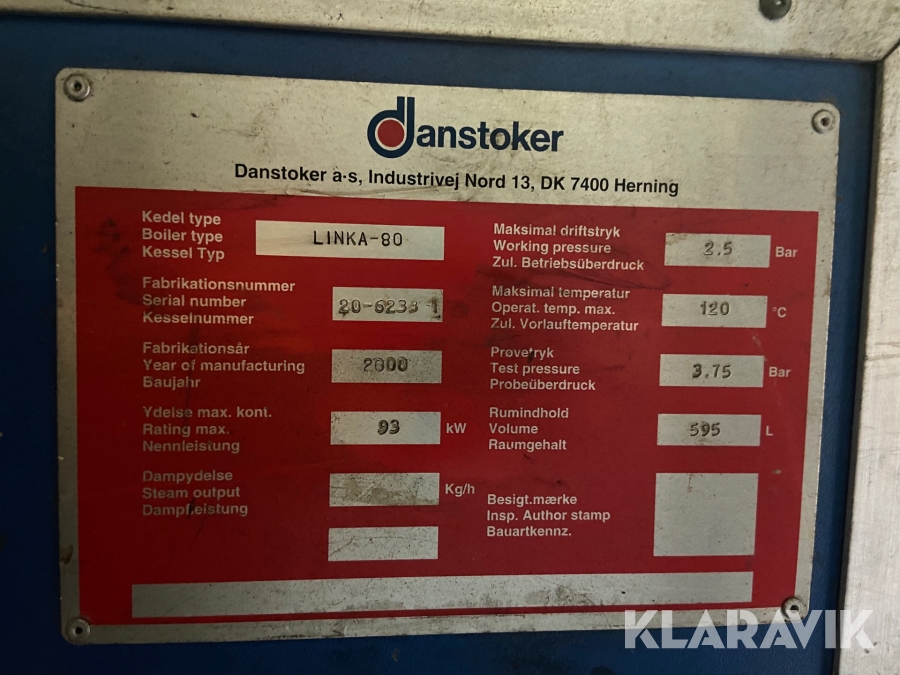 danstoker
Danstoker a·s, Industrivej Nord 13, DK 7400 Herning
Kedel type
Boiler type
Kessel Typ
LINKA-80
Fabrikationsnummer
Serial number
Kesselnummer
20-6233 1
Fabrikationsår
Year of manufacturing
Baujahr
2000
Ydelse max. kont.
Rating max.
Nennleistung
93 kW
Dampydelse
Steam output
Dampfleistung
Kg/h
Maksimal driftstryk
Working pressure
Zul. Betriebsüberdruck
2.5 Bar
Maksimal temperatur
Operat. temp. max.
Zul. Vorlauftemperatur
120 °C
Prøvetryk
Test pressure
Probeüberdruck
3.75 Bar
Rumindhold
Volume
Raumgehalt
595 L
Besigt.mærke
Insp. Author stamp
Bauartkennz.
KLARAVIK